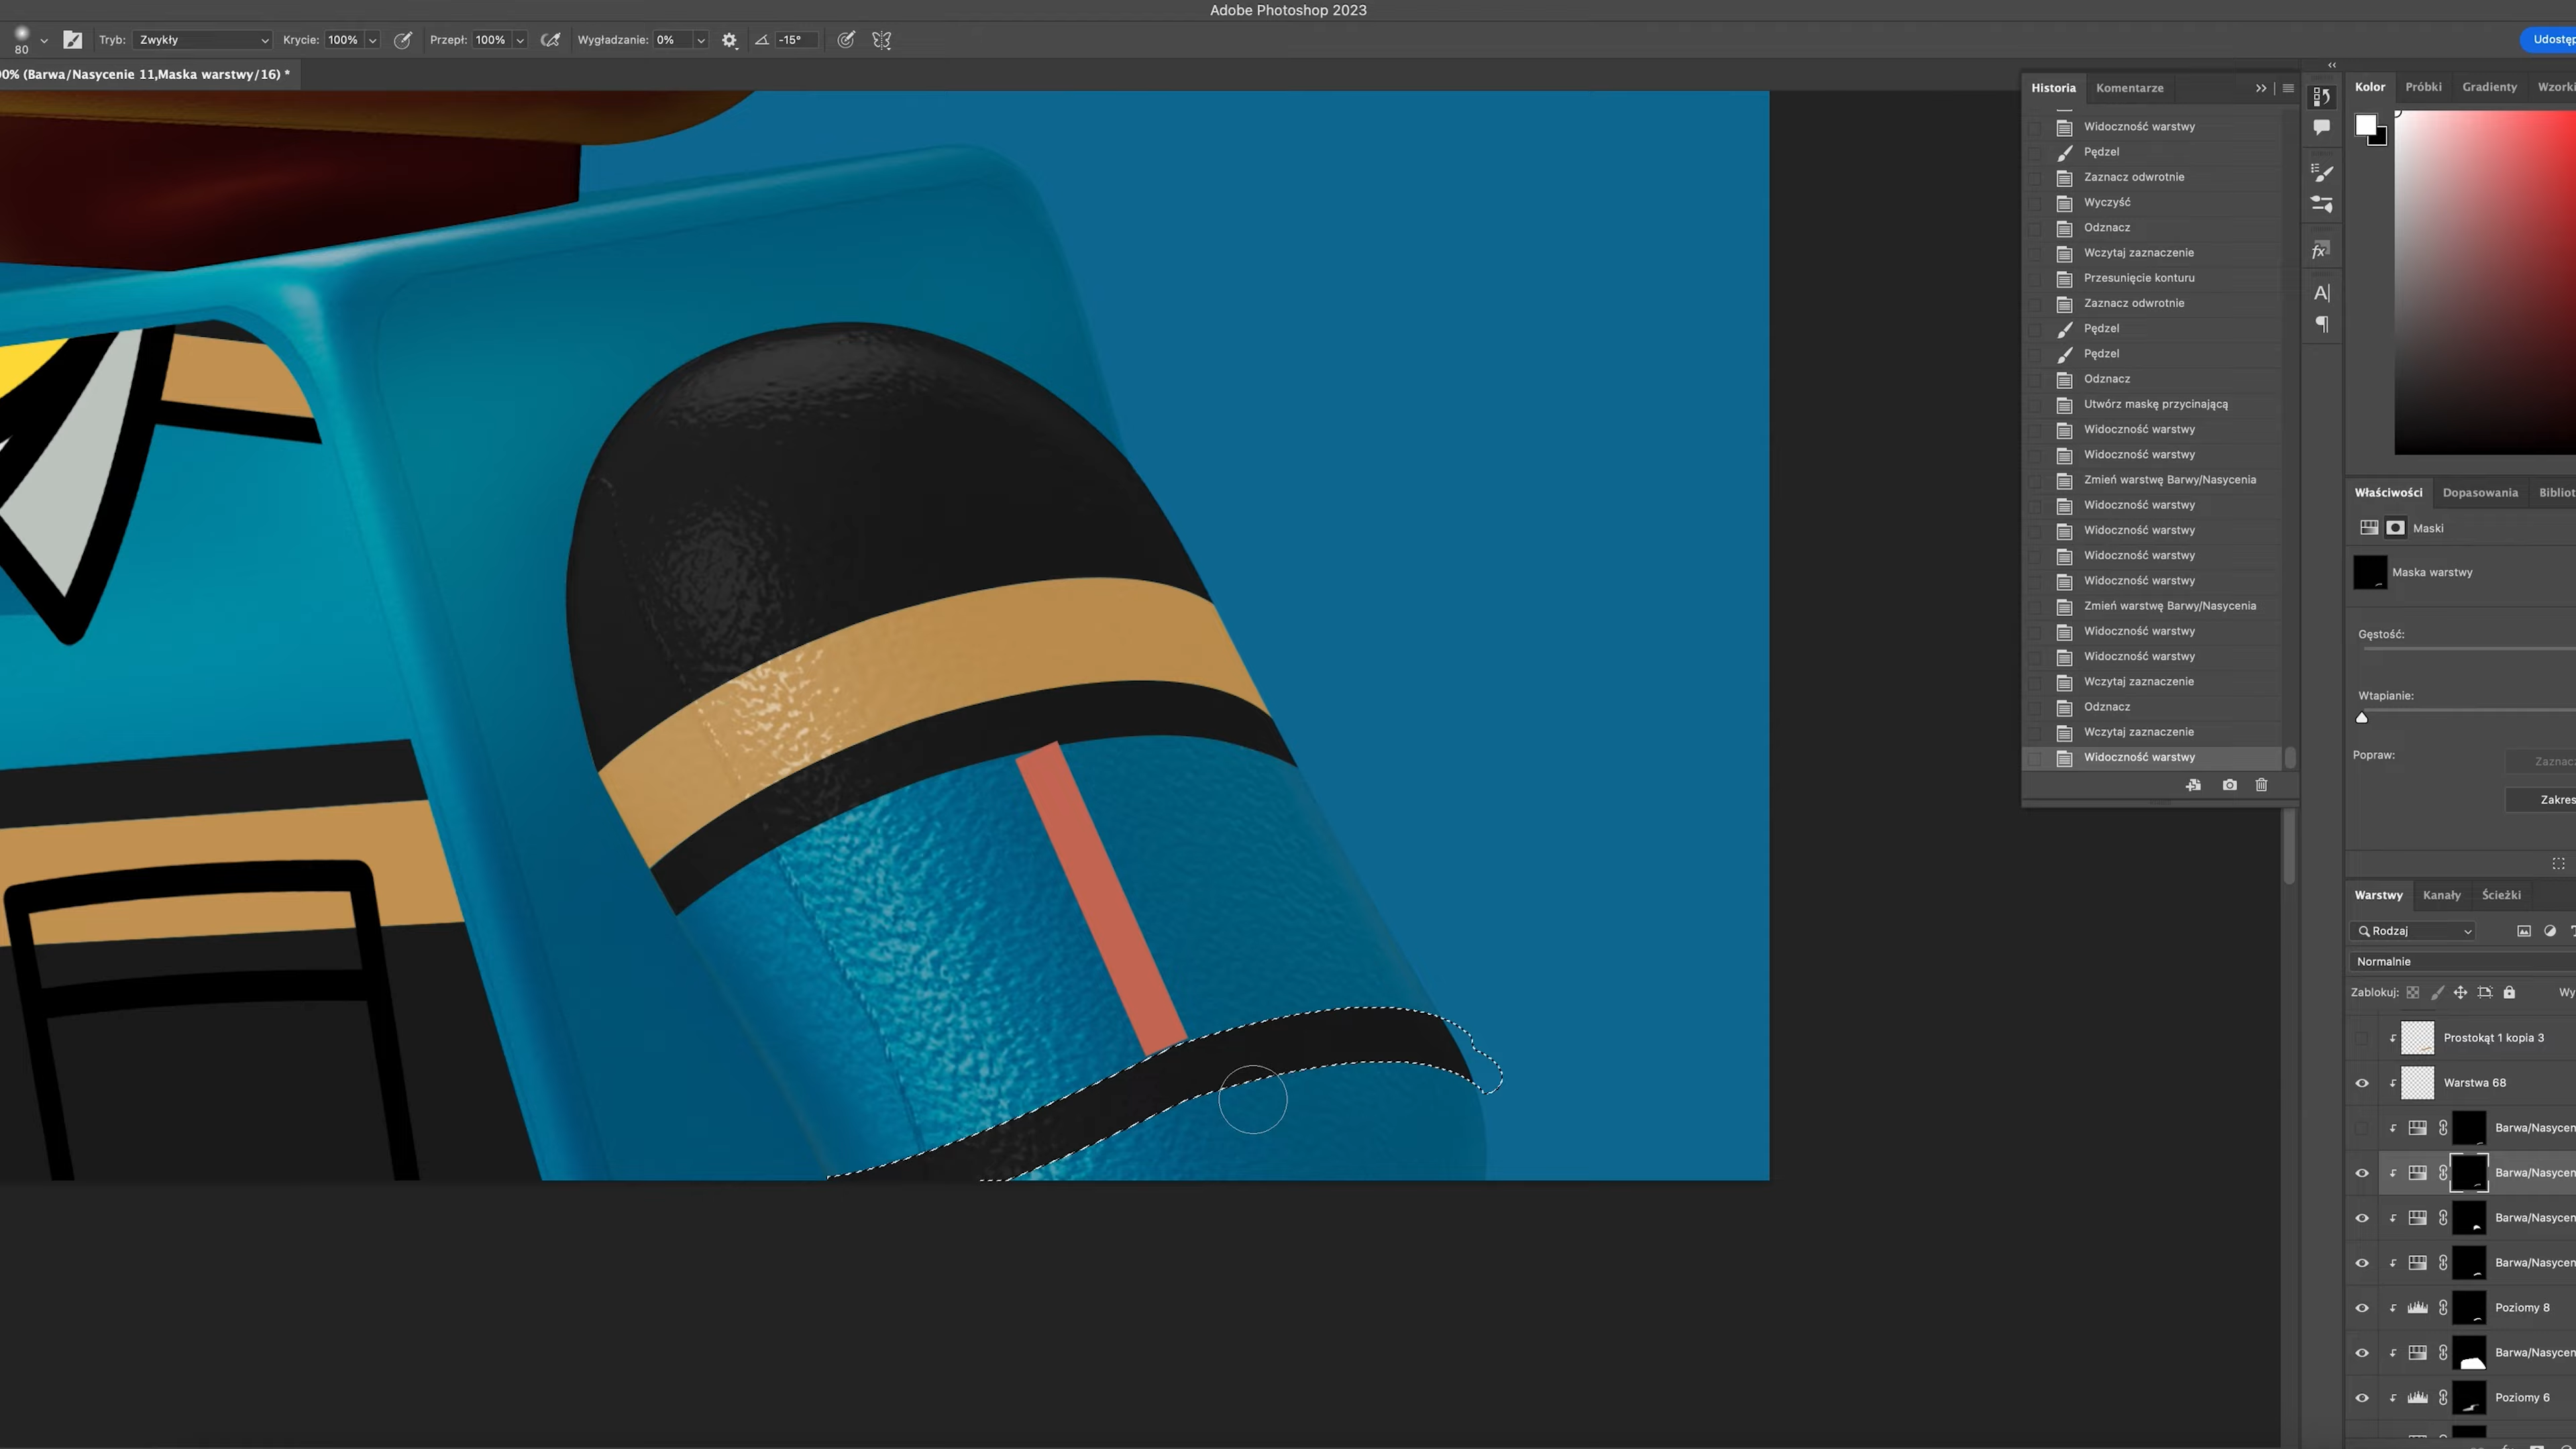 Adobe Photoshop 2023
80 Tryb: Zwykły Krycie: 100% Przepł: 100% Wygładzanie: 0% -15° Udostęp
00% (Barwa/Nasycenie 11,Maska warstwy/16) *
Historia Komentarze
Widoczność warstwy
Pędzel
Zaznacz odwrotnie
Wyczyść
Odznacz
Wczytaj zaznaczenie
Przesunięcie konturu
Zaznacz odwrotnie
Pędzel
Pędzel
Odznacz
Utwórz maskę przycinającą
Widoczność warstwy
Widoczność warstwy
Zmień warstwę Barwy/Nasycenia
Widoczność warstwy
Widoczność warstwy
Widoczność warstwy
Widoczność warstwy
Zmień warstwę Barwy/Nasycenia
Widoczność warstwy
Widoczność warstwy
Wczytaj zaznaczenie
Odznacz
Wczytaj zaznaczenie
Widoczność warstwy
Kolor Próbki Gradienty Wzorki
Właściwości Dopasowania Bibliot
Maski
Maska warstwy
Gęstość:
Wtapianie:
Popraw: Zaznacz
Zakres
Warstwy Kanały Ścieżki
Rodzaj
Normalnie
Zablokuj: Wy
Prostokąt 1 kopia 3
Warstwa 68
Barwa/Nasycen
Barwa/Nasycen
Barwa/Nasycen
Barwa/Nasycen
Poziomy 8
Barwa/Nasycen
Poziomy 6